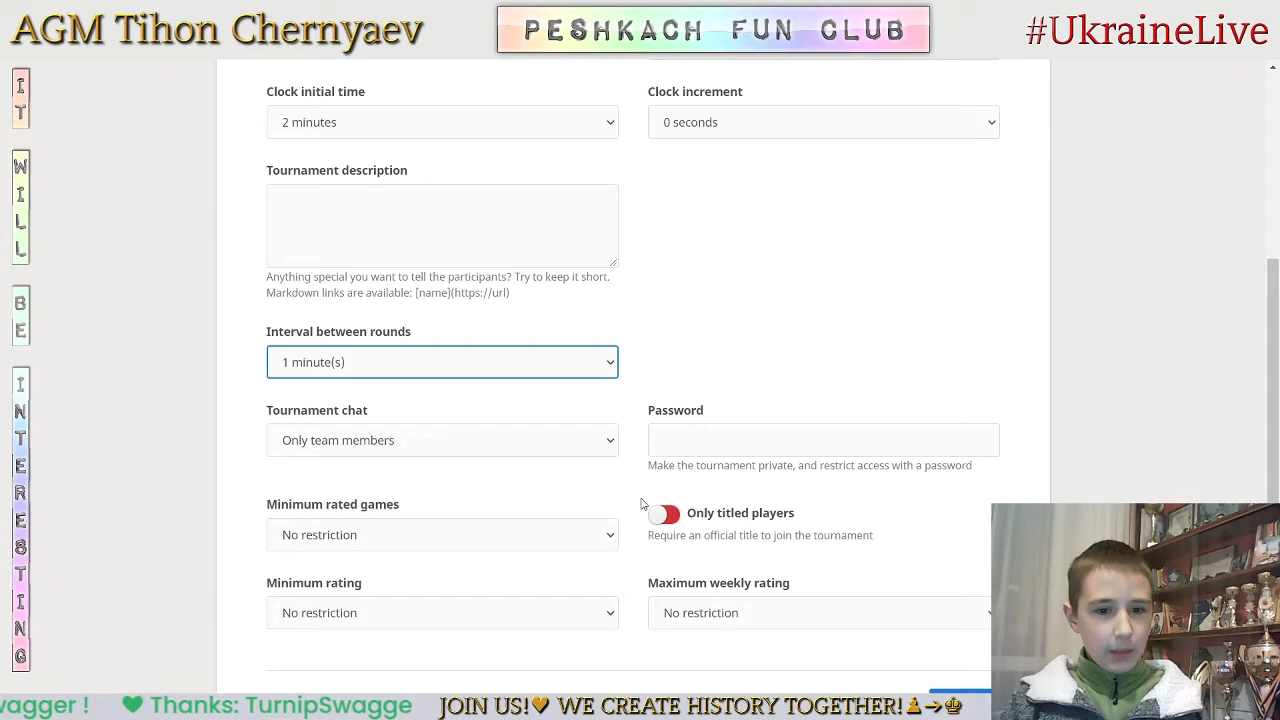 AGM Tihon Chernyaev
PESHKACH FUN CLUB
#UkraineLive
IT
WILL
BE
INTERESTING
Clock initial time
Clock increment
2 minutes
0 seconds
Tournament description
Anything special you want to tell the participants? Try to keep it short.
Markdown links are available: [name](https://url)
Interval between rounds
1 minute(s)
Tournament chat
Password
Only team members
Make the tournament private, and restrict access with a password
Minimum rated games
Only titled players
No restriction
Require an official title to join the tournament
Minimum rating
Maximum weekly rating
No restriction
No restriction
wagger ! 💚 Thanks: TurnipSwagge
JOIN US!♥ WE CREATE HISTORY TOGETHER!♟→♚